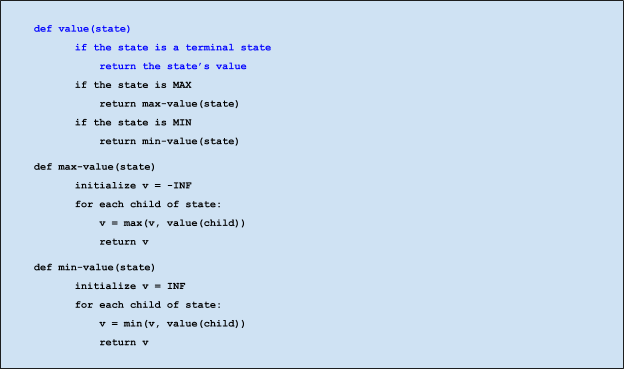 def value(state)
if the state is a terminal state
return the state’s value
if the state is MAX
return max-value(state)
if the state is MIN
return min-value(state)
def max-value(state)
initialize v = -INF
for each child of state:
v = max(v, value(child))
return v
def min-value(state)
initialize v = INF
for each child of state:
v = min(v, value(child))
return v